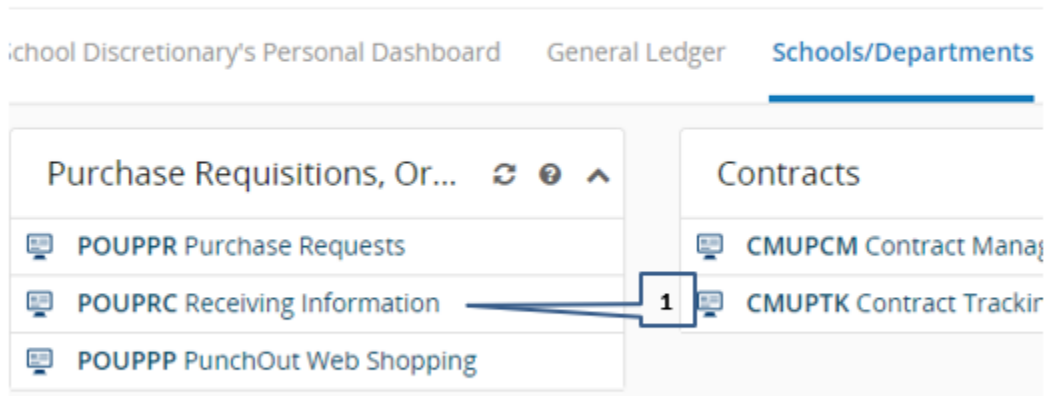 School Discretionary's Personal Dashboard General Ledger Schools/Departments
Purchase Requisitions, Or...
POUPPR Purchase Requests
POUPRC Receiving Information
POUPPP PunchOut Web Shopping
1
Contracts
CMUPCM Contract Manag
CMUPTK Contract Trackin